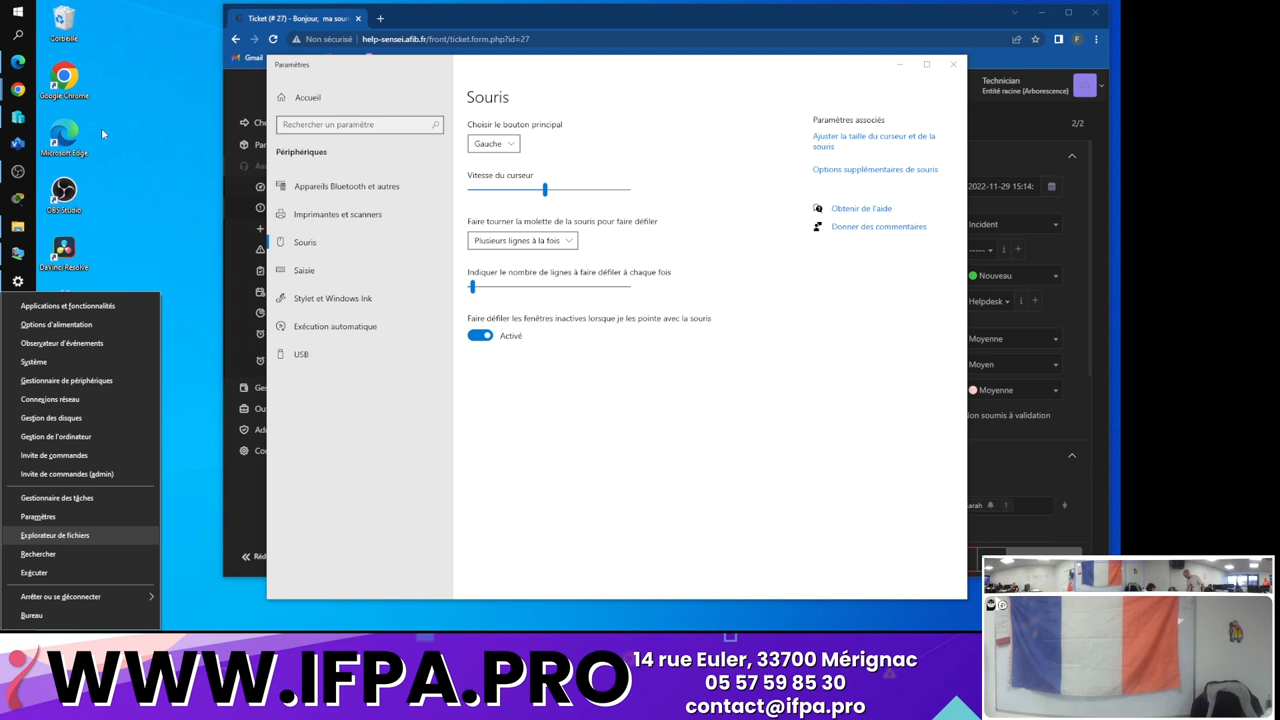 Corbeille
Google Chrome
Microsoft Edge
OBS Studio
DaVinci Resolve
Applications et fonctionnalités
Options d'alimentation
Observateur d'événements
Système
Gestionnaire de périphériques
Connexions réseau
Gestion des disques
Gestion de l'ordinateur
Invite de commandes
Invite de commandes (admin)
Gestionnaire des tâches
Paramètres
Explorateur de fichiers
Rechercher
Exécuter
Arrêter ou se déconnecter
Bureau
Ticket (# 27) - Bonjour, ma sour
Non sécurisé
help-sensei.afib.fr/front/ticket.form.php?id=27
Gmail
Paramètres
Accueil
Rechercher un paramètre
Périphériques
Appareils Bluetooth et autres
Imprimantes et scanners
Souris
Saisie
Stylet et Windows Ink
Exécution automatique
USB
Souris
Choisir le bouton principal
Gauche
Vitesse du curseur
Faire tourner la molette de la souris pour faire défiler
Plusieurs lignes à la fois
Indiquer le nombre de lignes à faire défiler à chaque fois
Faire défiler les fenêtres inactives lorsque je les pointe avec la souris
Activé
Paramètres associés
Ajuster la taille du curseur et de la
souris
Options supplémentaires de souris
Obtenir de l'aide
Donner des commentaires
Technician
Entité racine (Arborescence)
2/2
2022-11-29 15:14:
Incident
-----
Nouveau
Helpdesk
Moyenne
Moyen
Moyenne
Non soumis à validation
arah
1
WWW.IFPA.PRO
14 rue Euler, 33700 Mérignac
05 57 59 85 30
contact@ifpa.pro